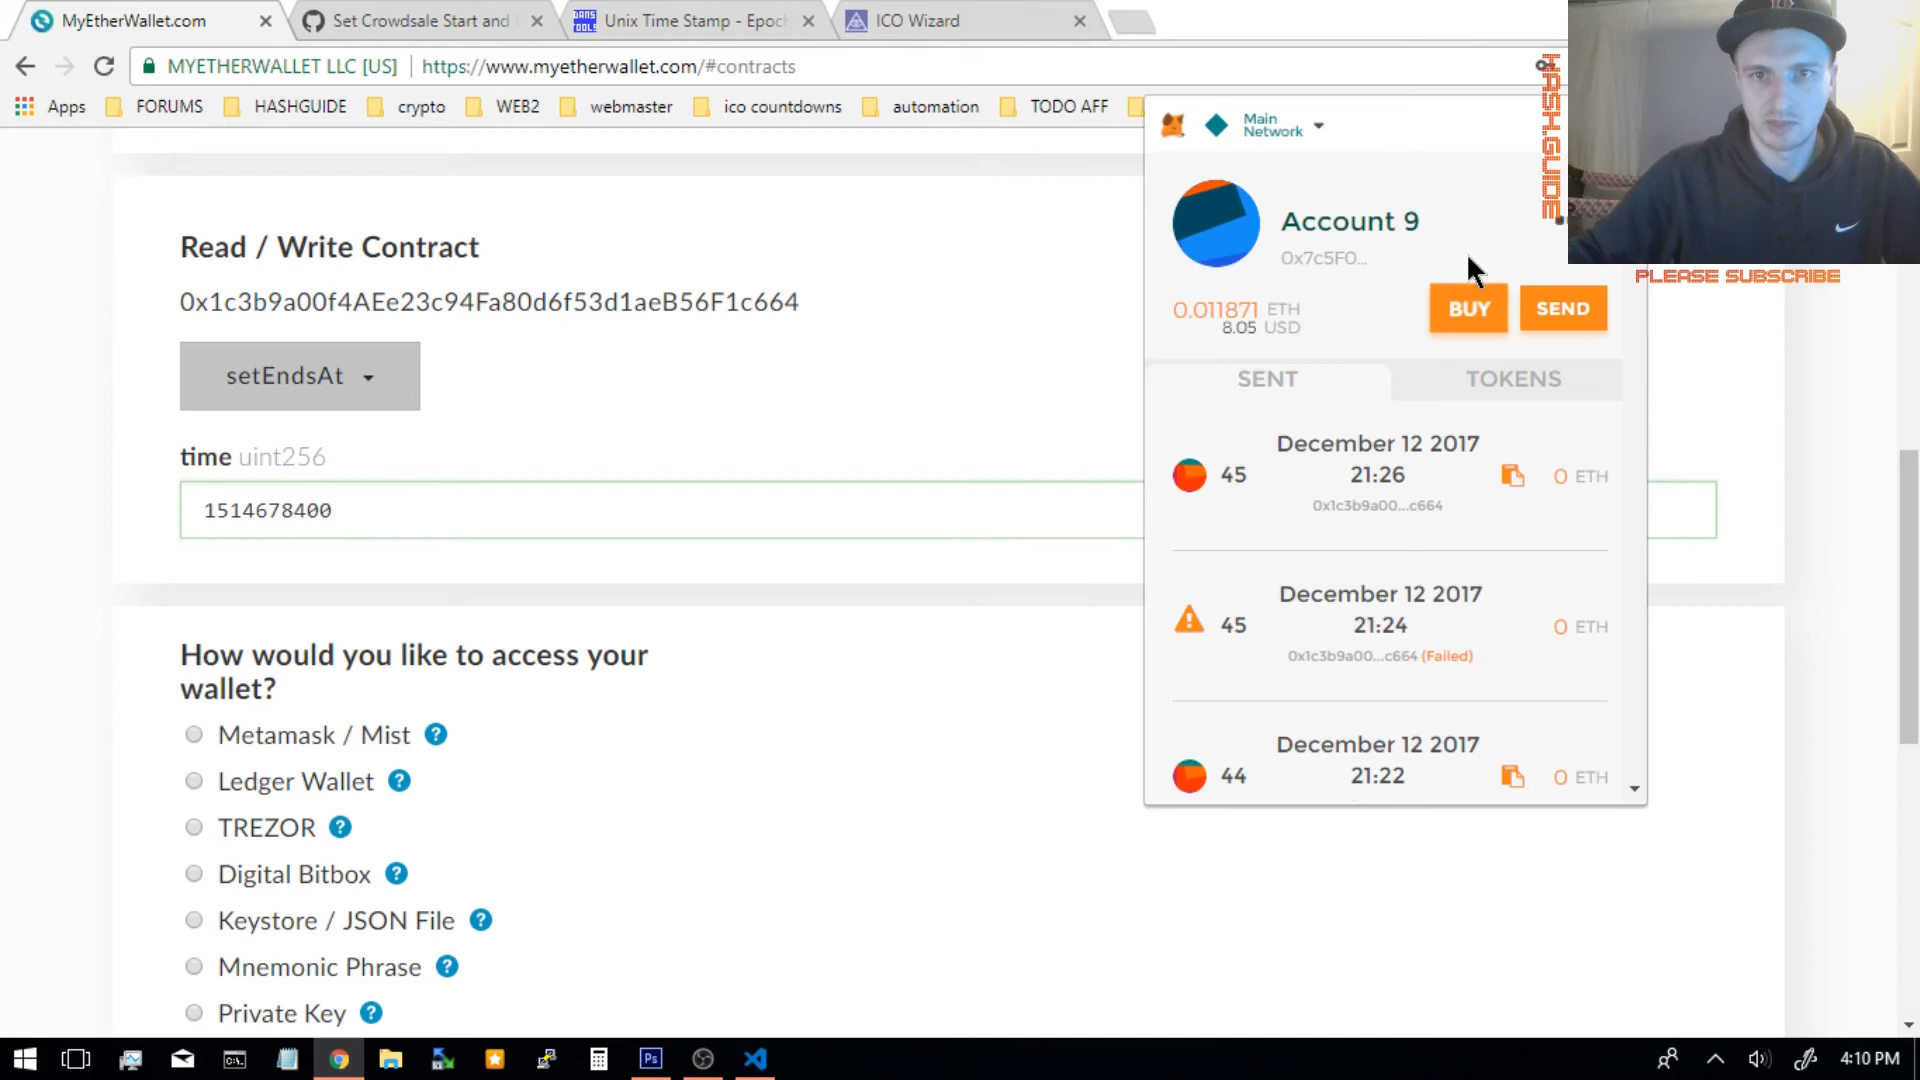 MyEtherWallet.com
Set Crowdsale Start and
Unix Time Stamp - Epoch
ICO Wizard
MYETHERWALLET LLC [US]
https://www.myetherwallet.com/#contracts
Apps
FORUMS
HASHGUIDE
crypto
WEB2
webmaster
ico countdowns
automation
TODO AFF
HASH.GUIDE
PLEASE SUBSCRIBE
Read / Write Contract
0x1c3b9a00f4AEe23c94Fa80d6f53d1aeB56F1c664
setEndsAt
time uint256
1514678400
How would you like to access your
wallet?
Metamask / Mist ?
Ledger Wallet ?
TREZOR ?
Digital Bitbox ?
Keystore / JSON File ?
Mnemonic Phrase ?
Private Key ?
Main
Network
Account 9
0x7c5F0...
0.011871 ETH
8.05 USD
BUY
SEND
SENT
TOKENS
December 12 2017
45 21:26 0 ETH
0x1c3b9a00...c664
December 12 2017
45 21:24 0 ETH
0x1c3b9a00...c664 (Failed)
December 12 2017
44 21:22 0 ETH
Ps
4:10 PM